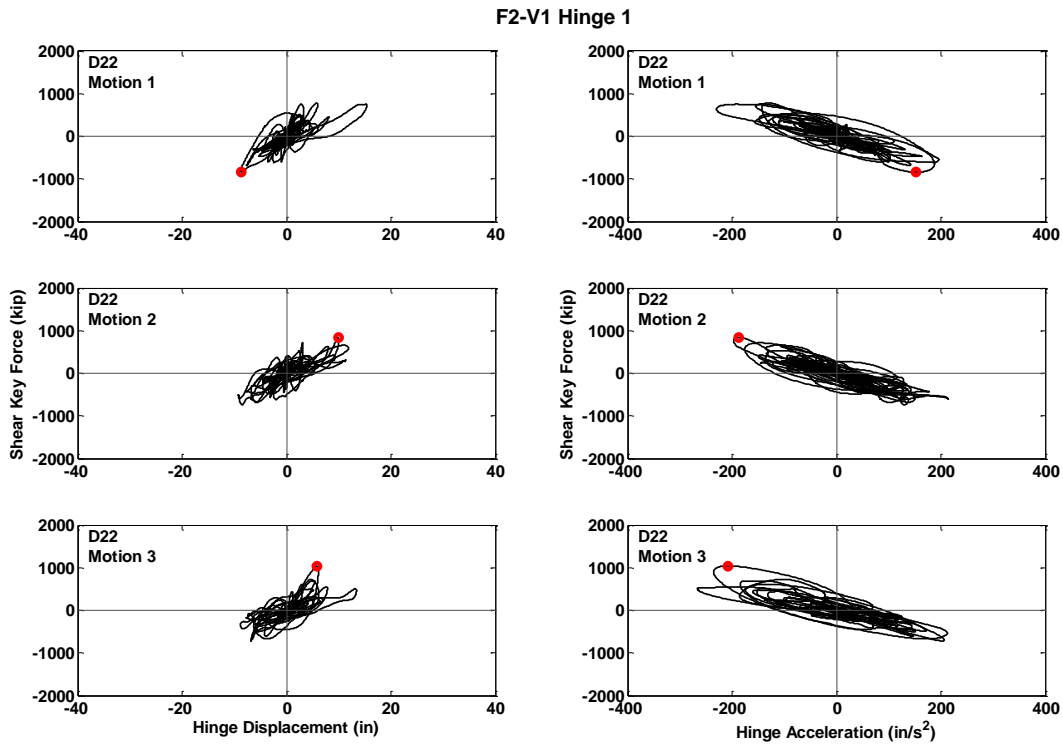 F2-V1 Hinge 1
2000
1000
0
-1000
-2000
D22
Motion 1
-40 -20 0 20 40
2000
1000
0
-1000
-2000
D22
Motion 1
-400 -200 0 200 400
Shear Key Force (kip)
2000
1000
0
-1000
-2000
D22
Motion 2
-40 -20 0 20 40
Shear Key Force (kip)
2000
1000
0
-1000
-2000
D22
Motion 2
-400 -200 0 200 400
2000
1000
0
-1000
-2000
D22
Motion 3
-40 -20 0 20 40
Hinge Displacement (in)
2000
1000
0
-1000
-2000
D22
Motion 3
-400 -200 0 200 400
Hinge Acceleration (in/s²)